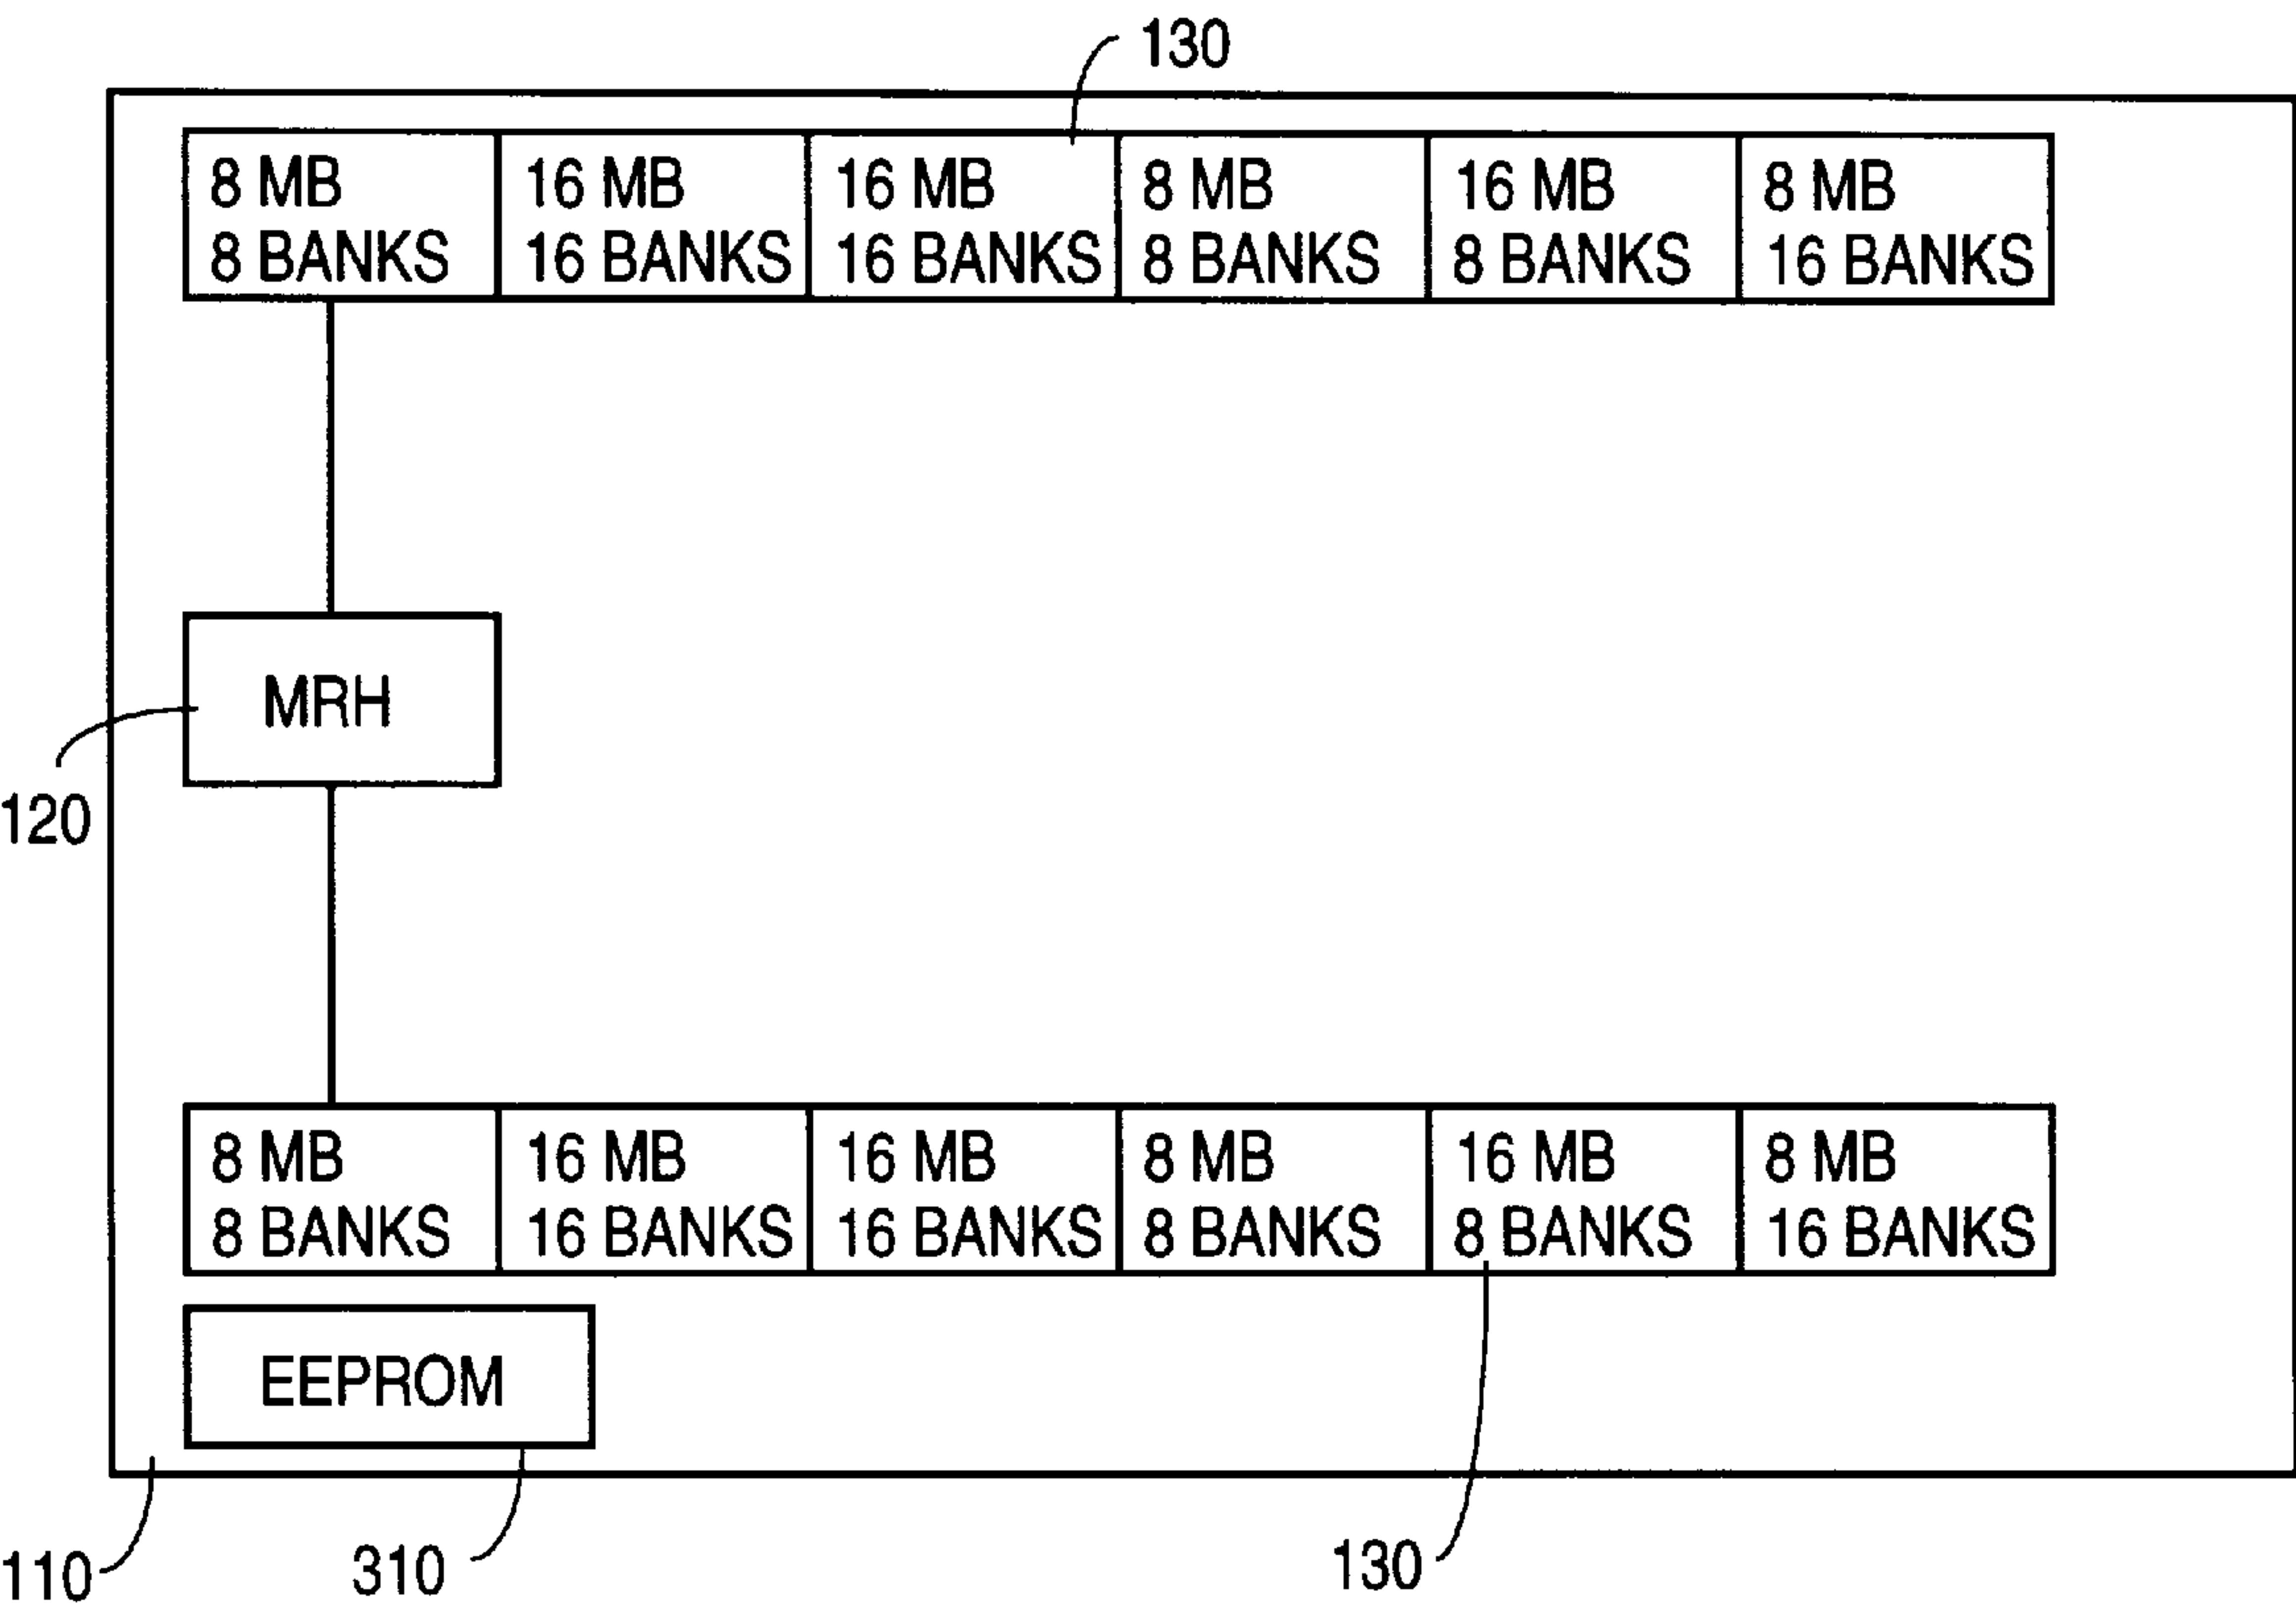 130
8 MB 16 MB 16 MB 8 MB 16 MB 8 MB
8 BANKS 16 BANKS 16 BANKS 8 BANKS 8 BANKS 16 BANKS
MRH
120
8 MB 16 MB 16 MB 8 MB 16 MB 8 MB
8 BANKS 16 BANKS 16 BANKS 8 BANKS 8 BANKS 16 BANKS
EEPROM
110 310 130